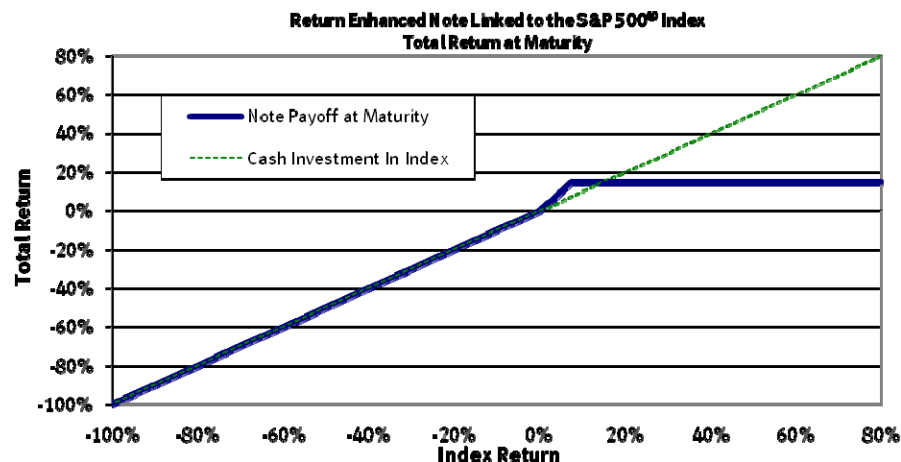 Return Enhanced Note Linked to the S&P 500® Index
Total Return at Maturity
80%
60%
40%
20%
0%
-20%
-40%
-60%
-80%
-100%
Total Return
Note Payoff at Maturity
Cash Investment In Index
-100% -80% -60% -40% -20% 0% 20% 40% 60% 80%
Index Return